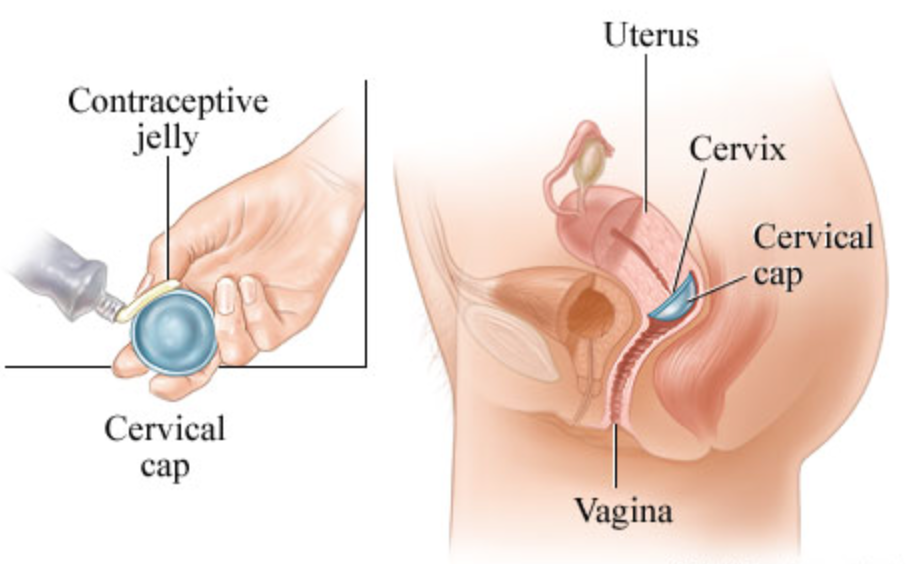 Contraceptive
jelly
Cervical
cap
Uterus
Cervix
Cervical
cap
Vagina